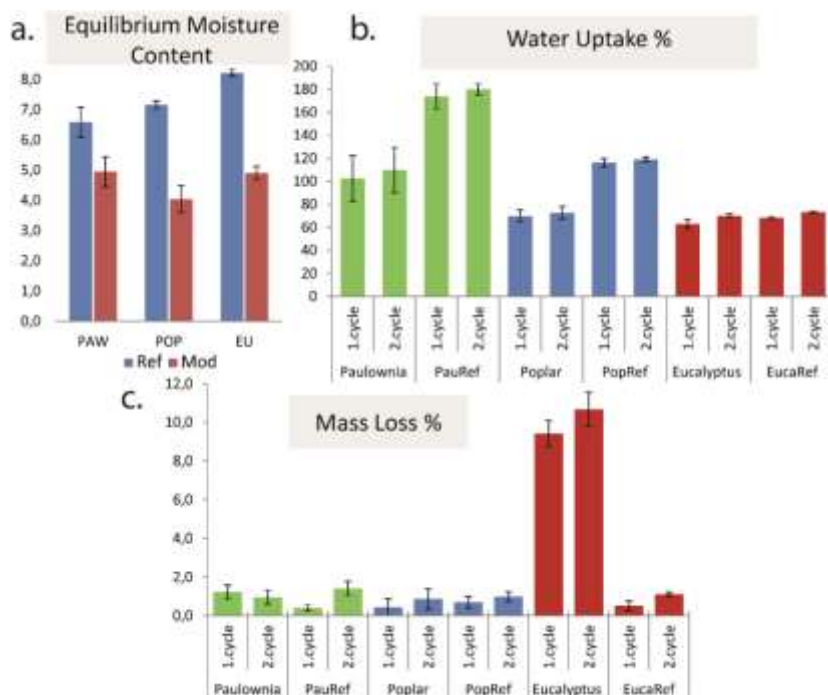 a.
Equilibrium Moisture
Content
8,0
7,0
6,0
5,0
4,0
3,0
2,0
1,0
0,0
PAW POP EU
Ref Mod
b.
Water Uptake %
200
180
160
140
120
100
80
60
40
20
0
1.cycle 2.cycle 1.cycle 2.cycle 1.cycle 2.cycle 1.cycle 2.cycle 1.cycle 2.cycle 1.cycle 2.cycle
Paulownia PauRef Poplar PopRef Eucalyptus EucaRef
c.
Mass Loss %
12,0
10,0
8,0
6,0
4,0
2,0
0,0
1.cycle 2.cycle 1.cycle 2.cycle 1.cycle 2.cycle 1.cycle 2.cycle 1.cycle 2.cycle 1.cycle 2.cycle
Paulownia PauRef Poplar PopRef Eucalyptus EucaRef